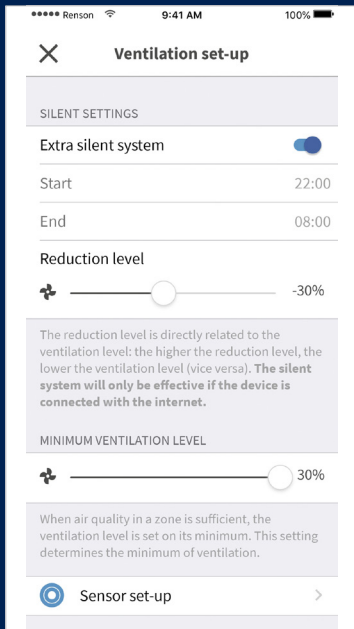 Renson 9:41 AM 100%
Ventilation set-up
SILENT SETTINGS
Extra silent system
Start 22:00
End 08:00
Reduction level
-30%
The reduction level is directly related to the
ventilation level: the higher the reduction level, the
lower the ventilation level (vice versa). The silent
system will only be effective if the device is
connected with the internet.
MINIMUM VENTILATION LEVEL
30%
When air quality in a zone is sufficient, the
ventilation level is set on its minimum. This setting
determines the minimum of ventilation.
Sensor set-up